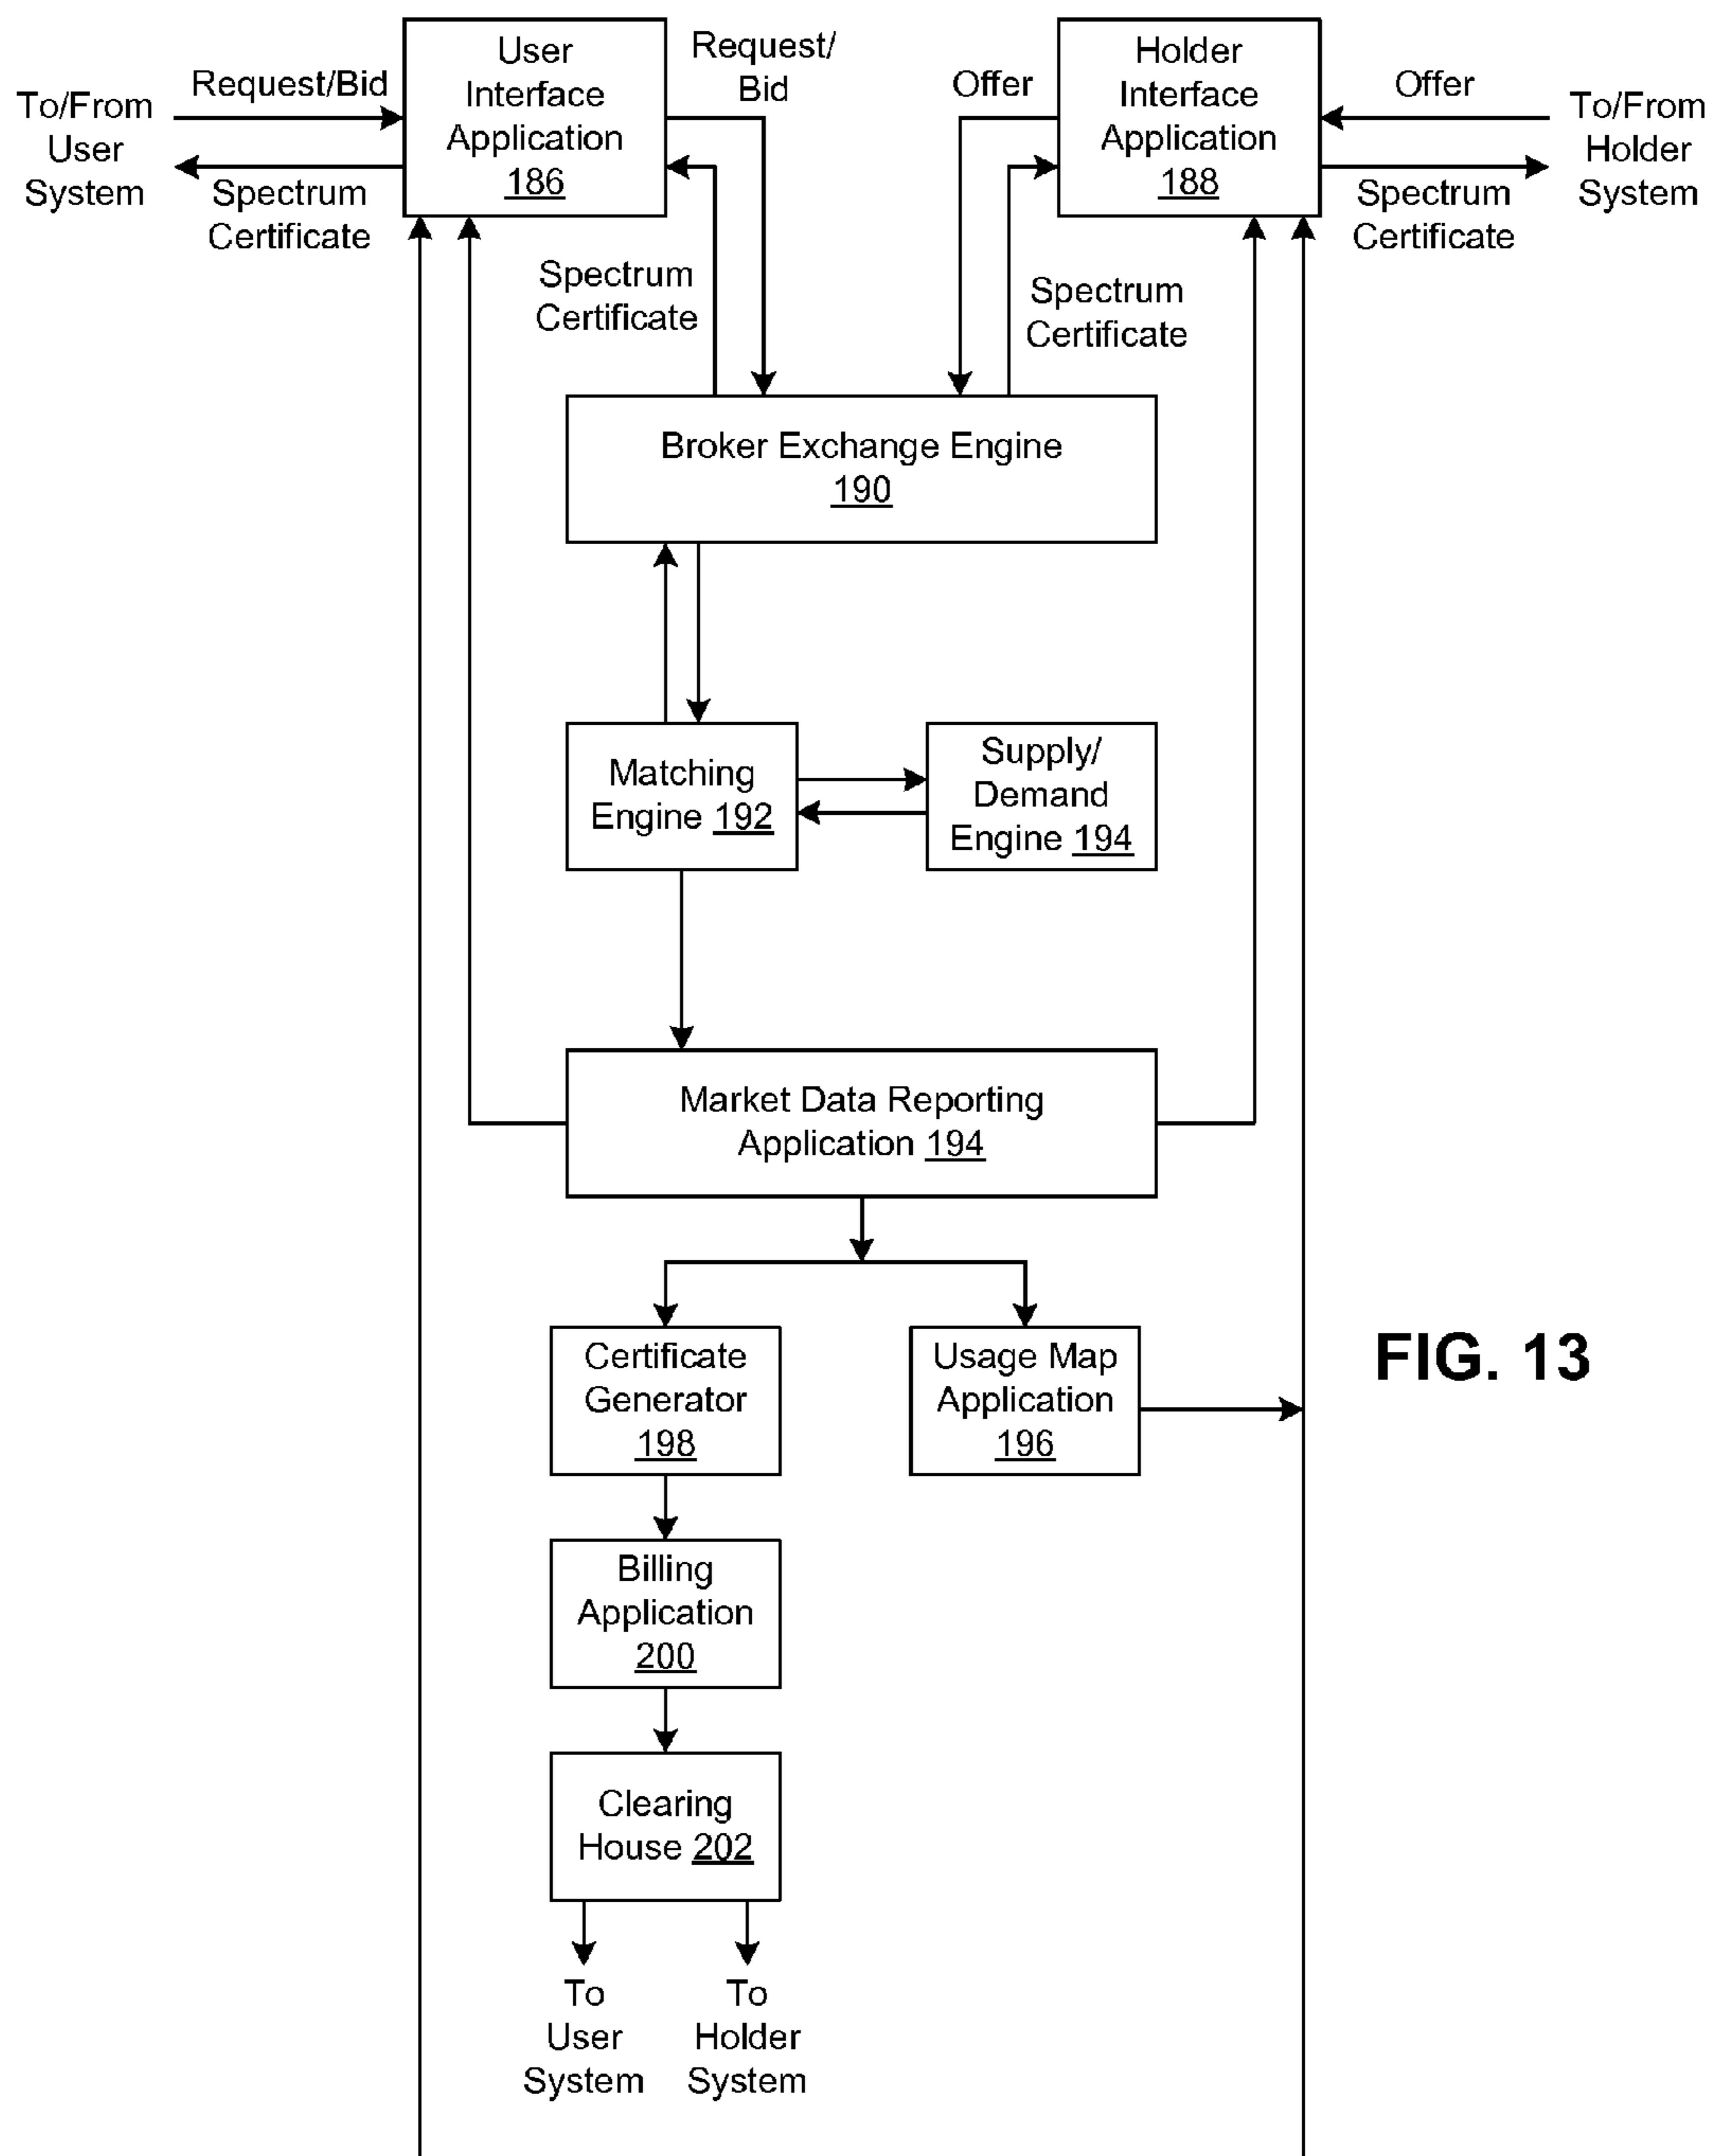 To/From
User
System
Request/Bid
Spectrum
Certificate
User
Interface
Application
186
Request/
Bid
Offer
Holder
Interface
Application
188
Offer
Spectrum
Certificate
To/From
Holder
System
Spectrum
Certificate
Spectrum
Certificate
Broker Exchange Engine
190
Matching
Engine 192
Supply/
Demand
Engine 194
Market Data Reporting
Application 194
Certificate
Generator
198
Usage Map
Application
196
FIG. 13
Billing
Application
200
Clearing
House 202
To
User
System
To
Holder
System